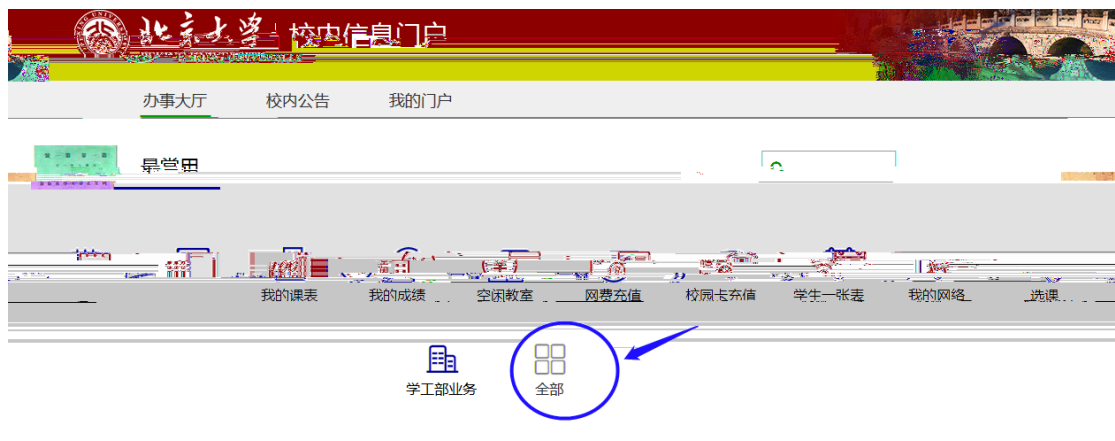 北京大学 校内信息门户
办事大厅 校内公告 我的门户
最常用
我的课表 我的成绩 空闲教室 网费充值 校园卡充值 学生一张表 我的网络 选课
学工部业务 全部